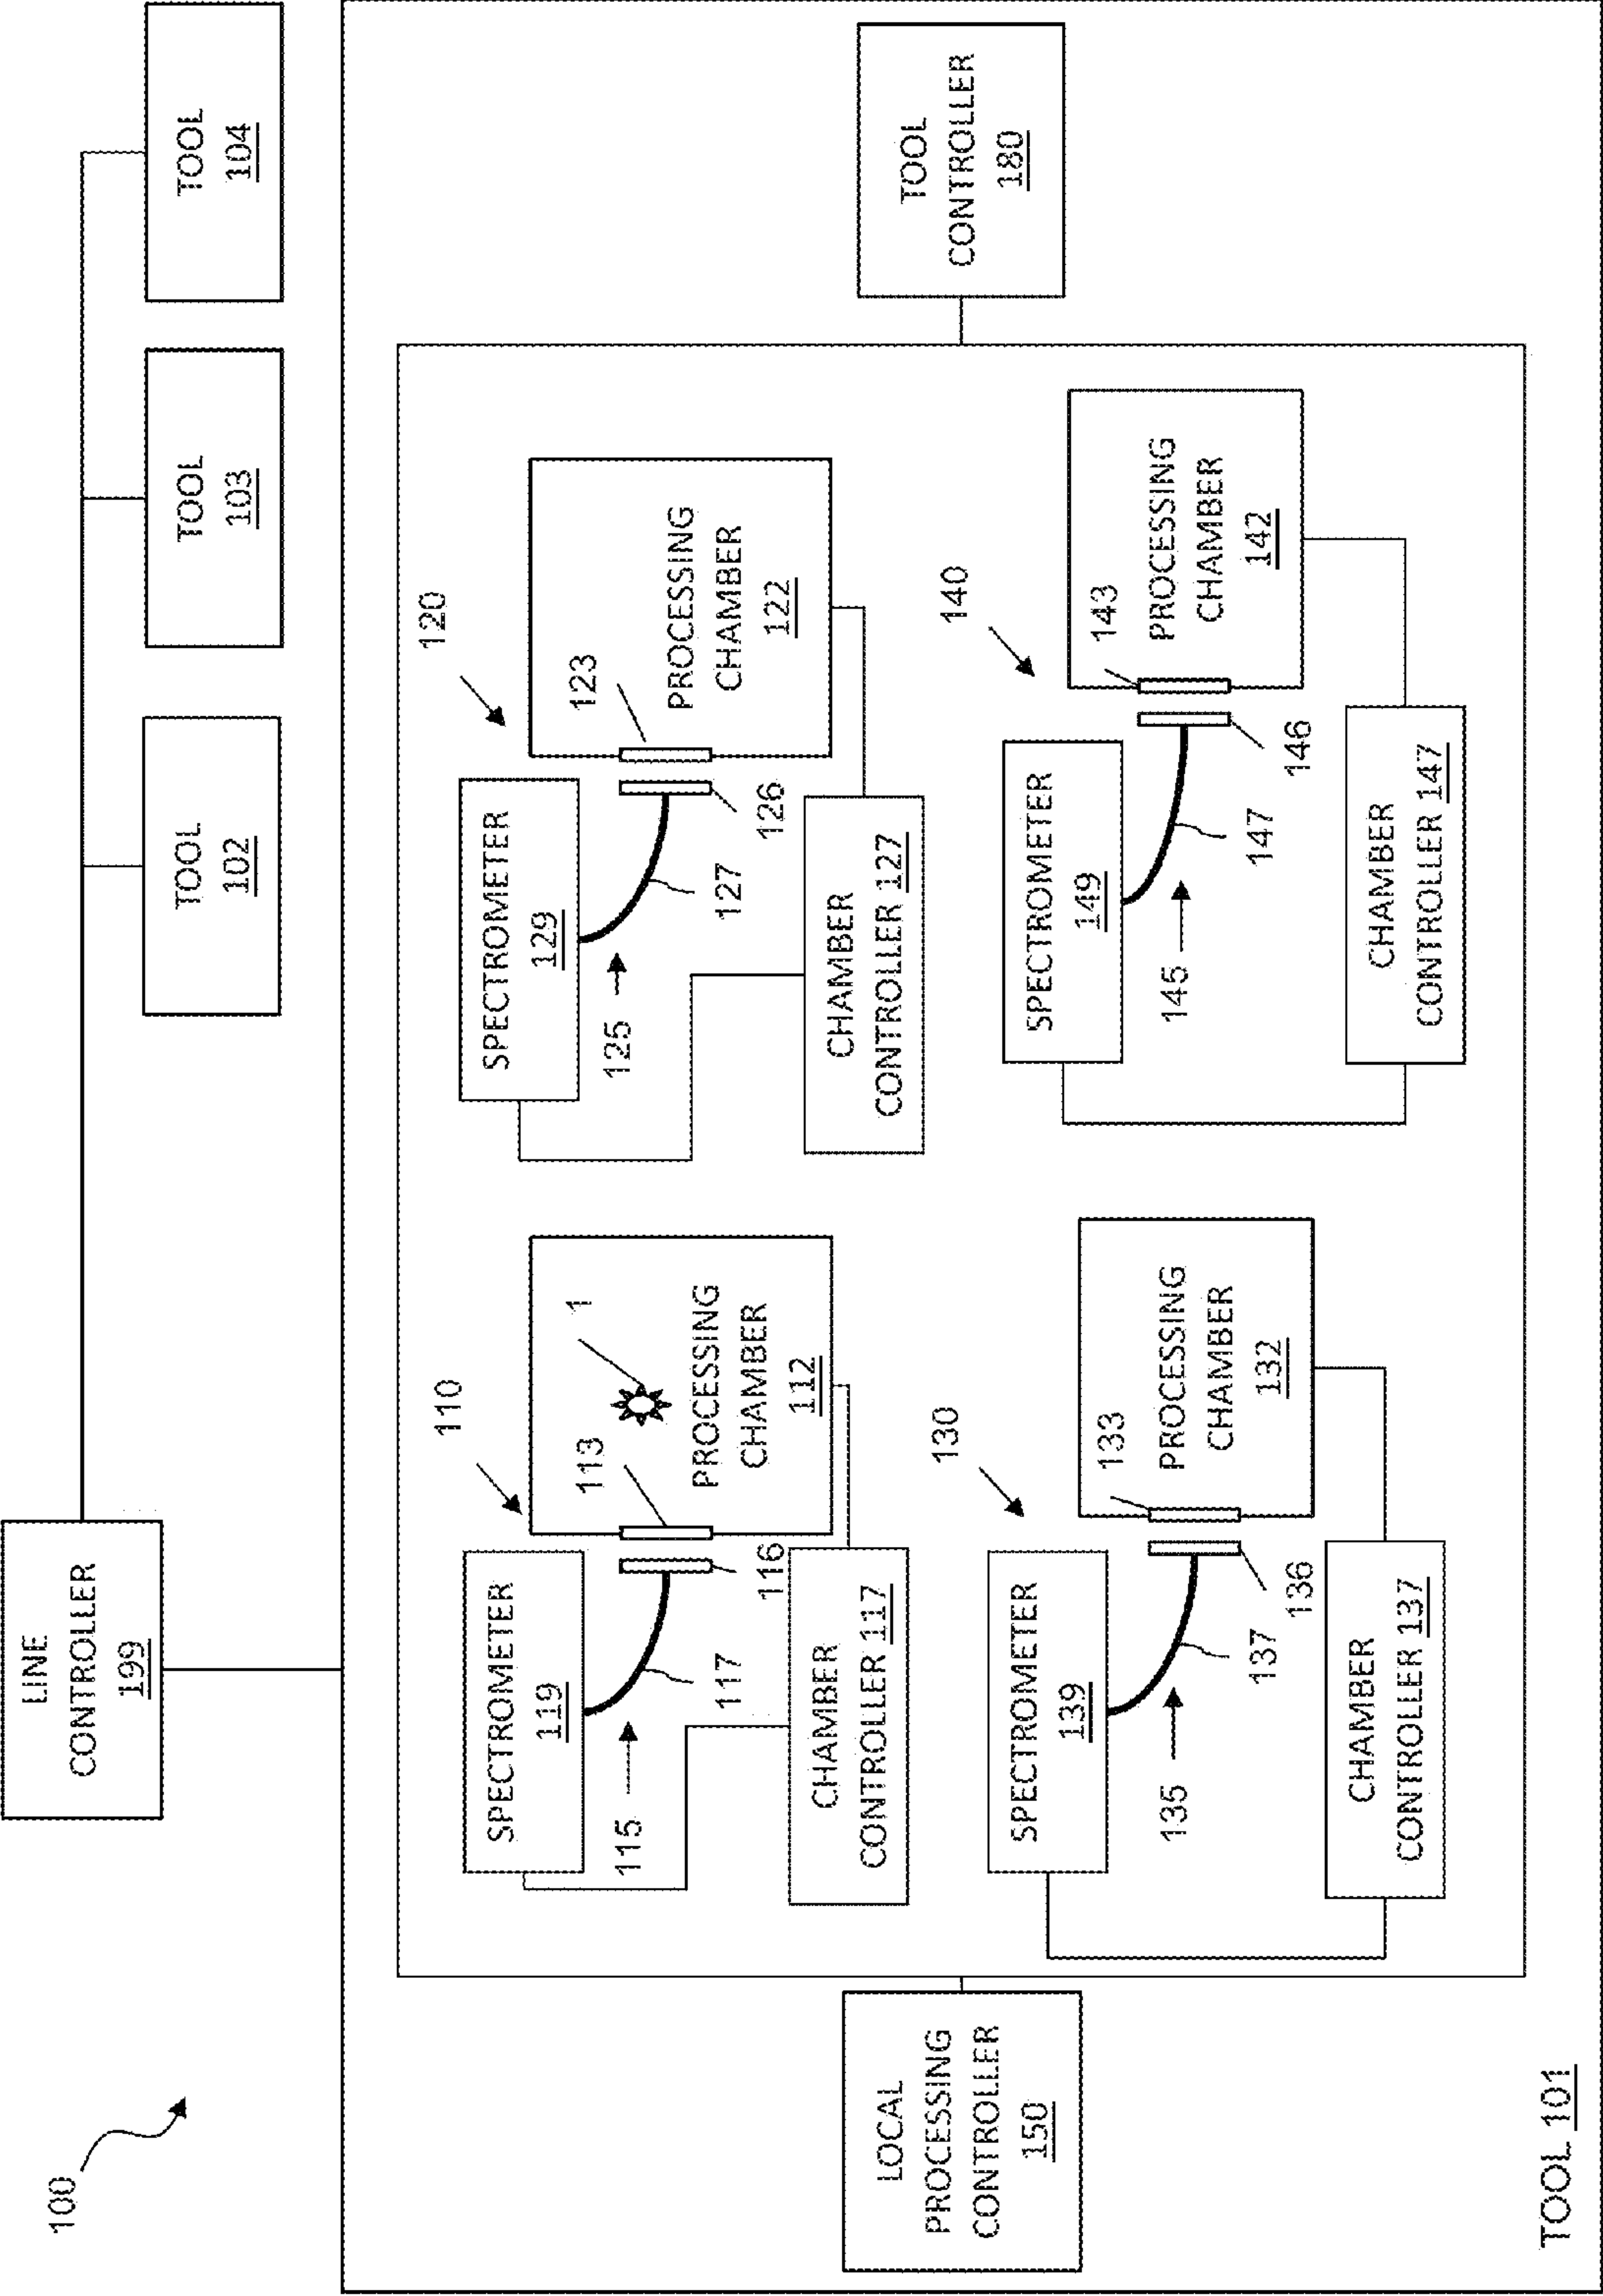 100
LINE
CONTROLLER
199
TOOL
102
TOOL
103
TOOL
104
110
SPECTROMETER
119
115
117
116
113
1
PROCESSING
CHAMBER
112
CHAMBER
CONTROLLER 117
120
SPECTROMETER
129
125
127
126
123
PROCESSING
CHAMBER
122
CHAMBER
CONTROLLER 127
LOCAL
PROCESSING
CONTROLLER
150
TOOL
CONTROLLER
180
130
SPECTROMETER
139
135
137
136
133
PROCESSING
CHAMBER
132
CHAMBER
CONTROLLER 137
140
SPECTROMETER
149
145
147
146
143
PROCESSING
CHAMBER
142
CHAMBER
CONTROLLER 147
TOOL 101